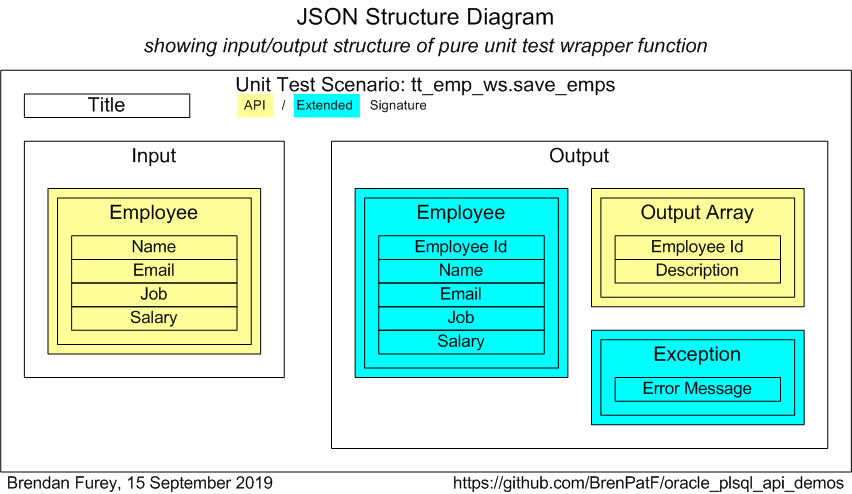 JSON Structure Diagram
showing input/output structure of pure unit test wrapper function
Unit Test Scenario: tt_emp_ws.save_emps
Title
API / Extended Signature
Input
Employee
Name
Email
Job
Salary
Output
Employee
Employee Id
Name
Email
Job
Salary
Output Array
Employee Id
Description
Exception
Error Message
Brendan Furey, 15 September 2019
https://github.com/BrenPatF/oracle_plsql_api_demos